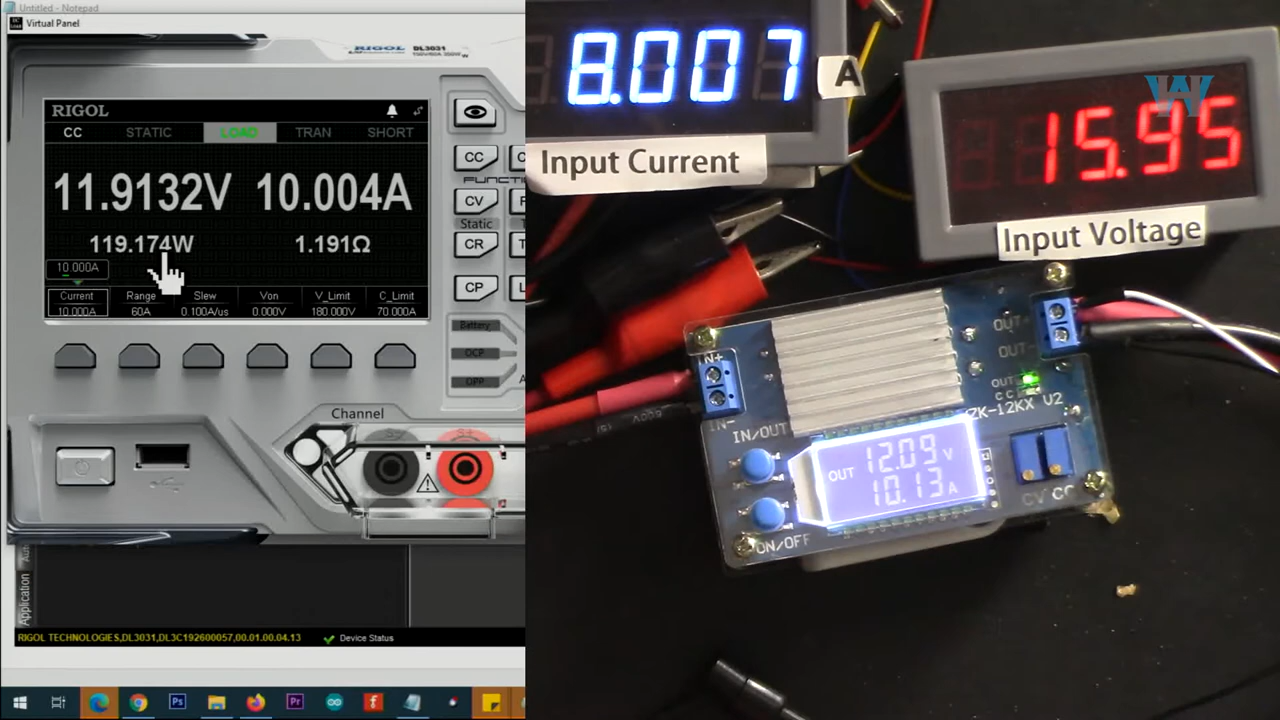 Untitled - Notepad
Virtual Panel
RIGOL DL3031
RIGOL
CC STATIC LOAD TRAN SHORT
11.9132V 10.004A
119.174W 1.191Ω
10.000A
Current Range Slew Von V_Limit C_Limit
10.000A 60A 0.100A/us 0.000V 180.000V 70.000A
CC
CV
Static
CR
CP
Battery
OCP
OPP
Channel
Application
RIGOL TECHNOLOGIES,DL3031,DL3C192600057,00.01.00.04.13 Device Status
Ps
Pr
8.007 A
Input Current
15.95
Input Voltage
IN+
IN-
IN/OUT
ON/OFF
OUT+
OUT-
OUT
CC
ZK-12KX V2
CV CC
OUT 12.09 V
10.13 A